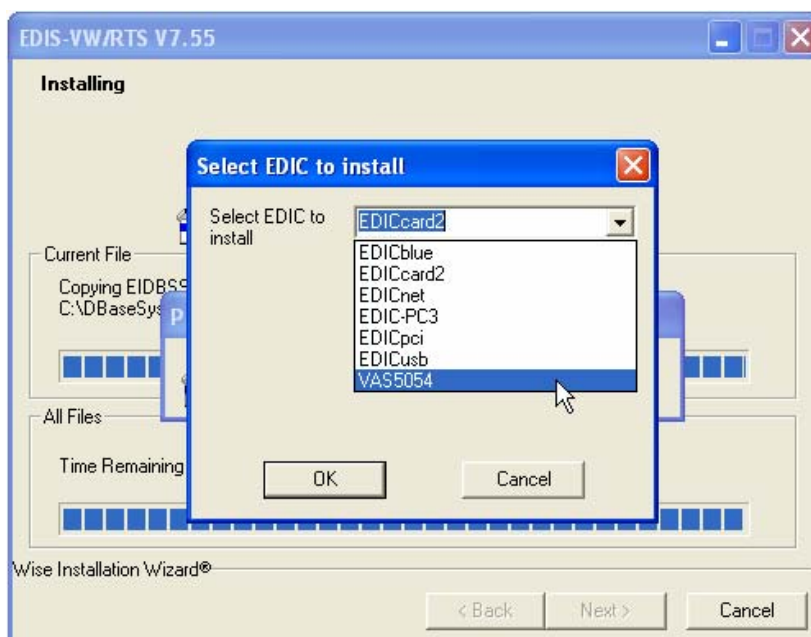 EDIS-VW/RTS V7.55
Installing
Select EDIC to install
Select EDIC to
install
EDICcard2
EDICblue
EDICcard2
EDICnet
EDIC-PC3
EDICpci
EDICusb
VAS5054
OK
Cancel
Current File
Copying EIDBSS
C:\DBaseSys
P
All Files
Time Remaining
Wise Installation Wizard®
< Back
Next >
Cancel